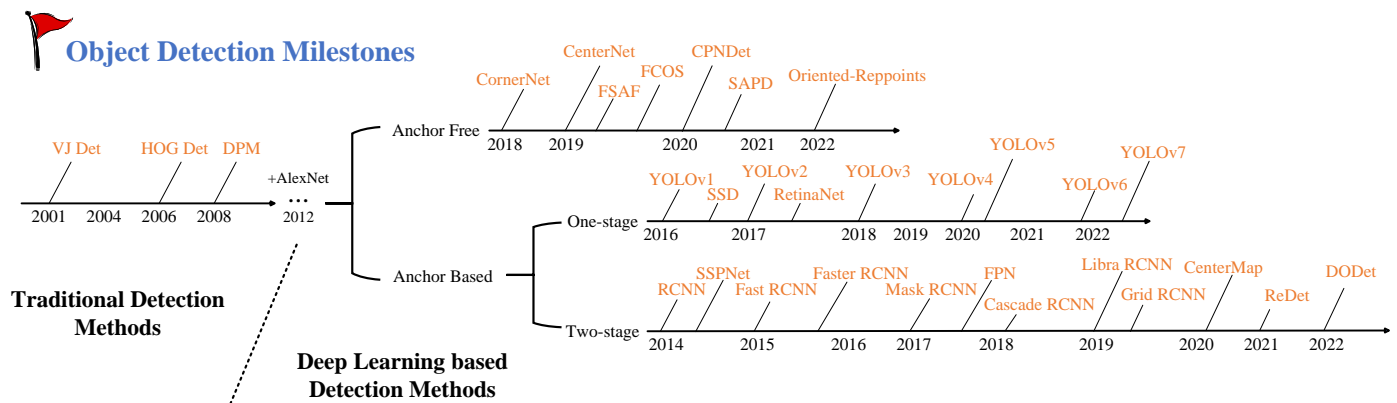 Object Detection Milestones
VJ Det
HOG Det
DPM
+AlexNet
...
2001
2004
2006
2008
2012
Traditional Detection
Methods
Deep Learning based
Detection Methods
Anchor Free
CornerNet
CenterNet
FSAF
FCOS
CPNDet
SAPD
Oriented-Reppoints
2018
2019
2020
2021
2022
Anchor Based
One-stage
YOLOv1
SSD
YOLOv2
RetinaNet
YOLOv3
YOLOv4
YOLOv5
YOLOv6
YOLOv7
2016
2017
2018
2019
2020
2021
2022
Two-stage
RCNN
SSPNet
Fast RCNN
Faster RCNN
Mask RCNN
FPN
Cascade RCNN
Libra RCNN
Grid RCNN
CenterMap
ReDet
DODet
2014
2015
2016
2017
2018
2019
2020
2021
2022